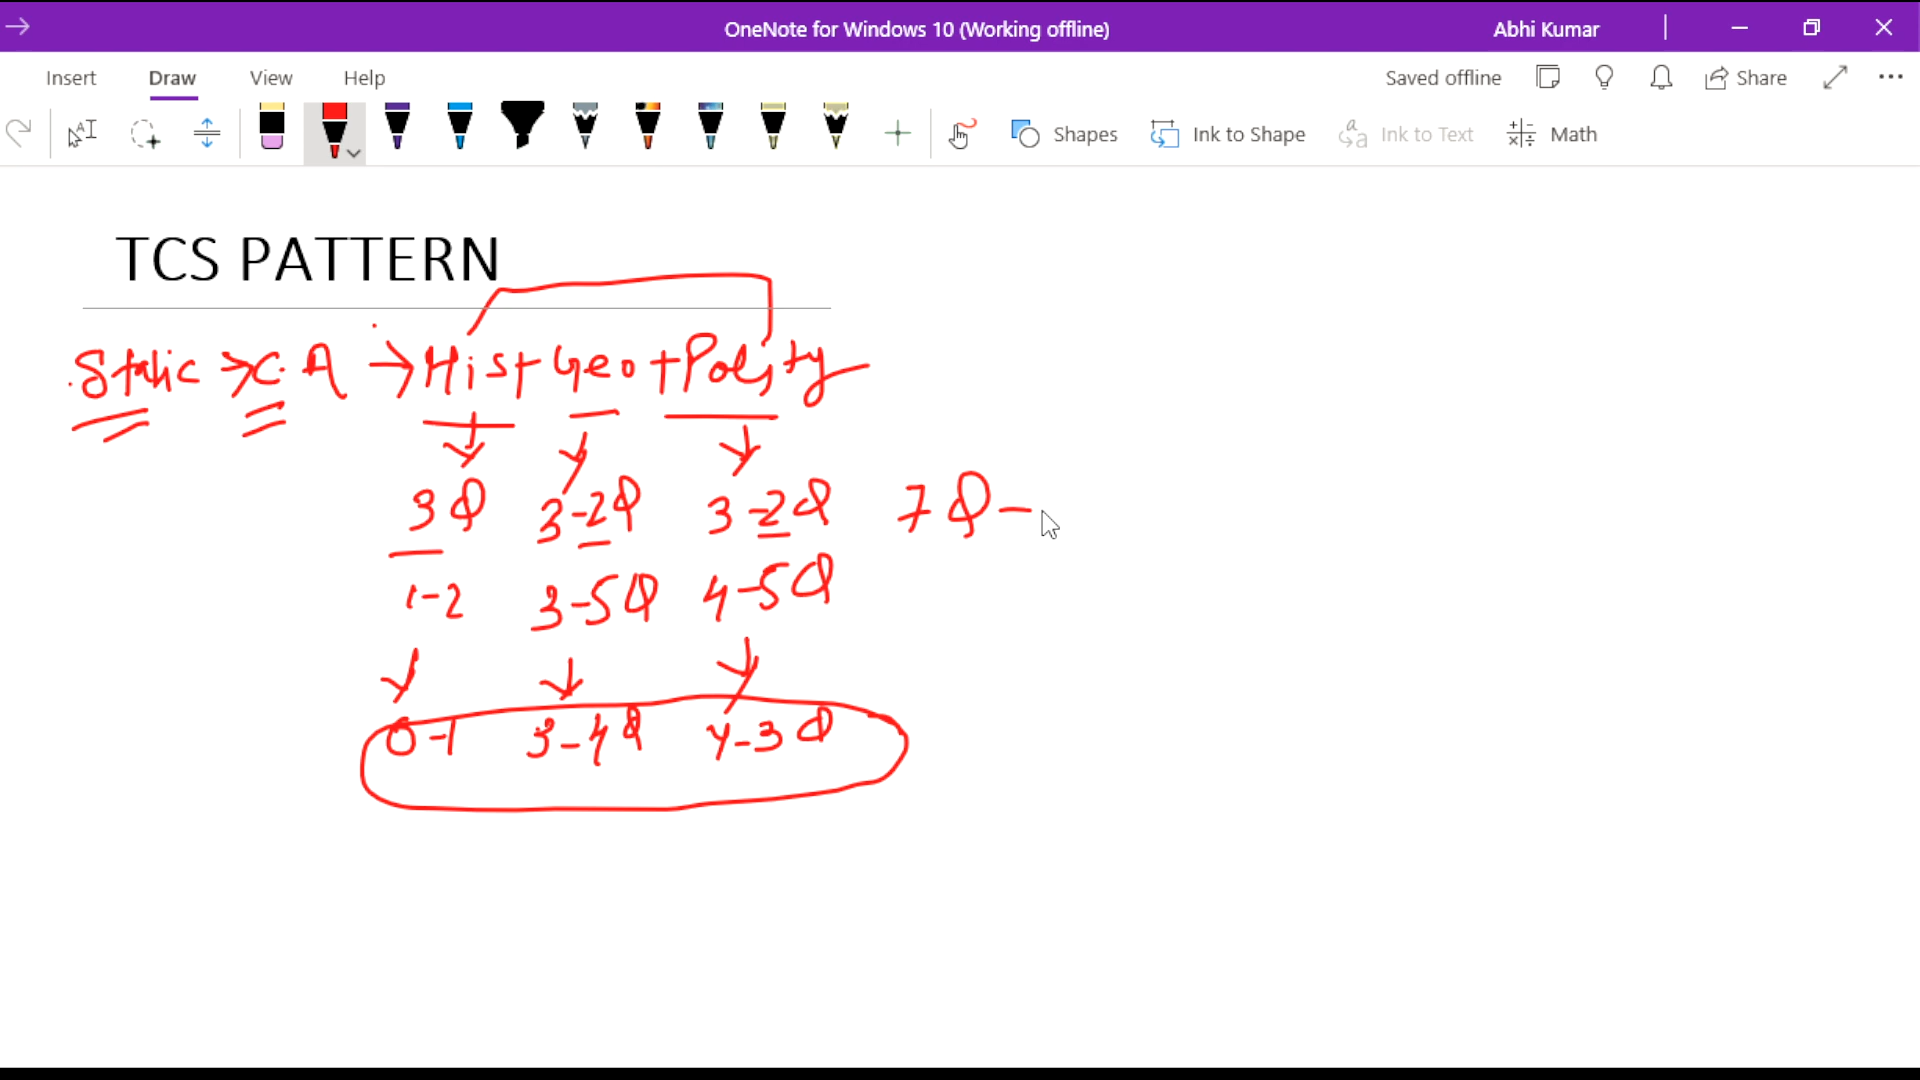 OneNote for Windows 10 (Working offline)
Abhi Kumar
Insert Draw View Help
Saved offline Share
Shapes Ink to Shape Ink to Text Math
TCS PATTERN
Static > C.A → His + Geo + Polity
3Q 3-2Q 3-2Q 7Q-
1-2 3-5Q 4-5Q
0-1 3-4Q 4-3Q